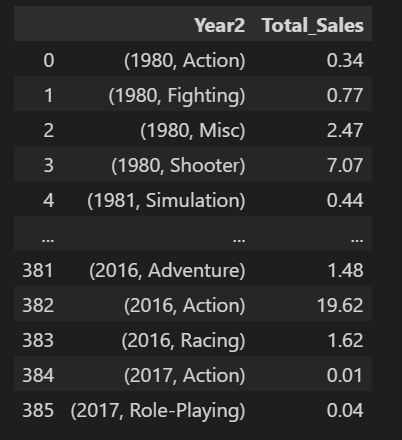 Year2 Total_Sales
0 (1980, Action) 0.34
1 (1980, Fighting) 0.77
2 (1980, Misc) 2.47
3 (1980, Shooter) 7.07
4 (1981, Simulation) 0.44
... ... ...
381 (2016, Adventure) 1.48
382 (2016, Action) 19.62
383 (2016, Racing) 1.62
384 (2017, Action) 0.01
385 (2017, Role-Playing) 0.04